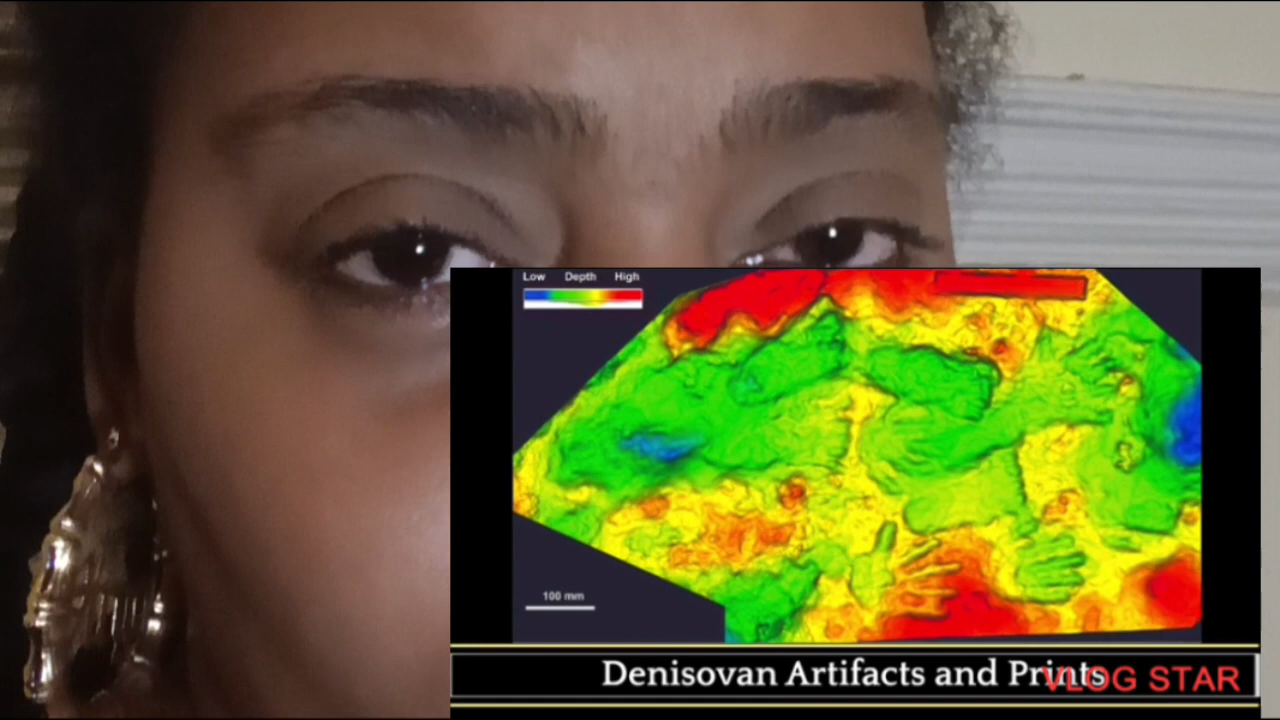 Low Depth High
100 mm
Denisovan Artifacts and Prints
VLOG STAR